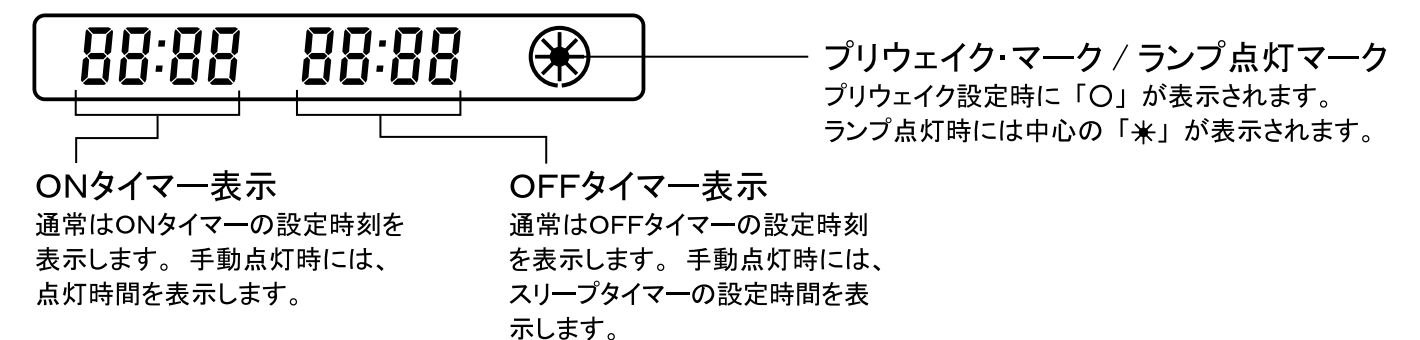 88:88 88:88
プリウェイク・マーク / ランプ点灯マーク
プリウェイク設定時に「○」が表示されます。
ランプ点灯時には中心の「✷」が表示されます。
ONタイマー表示
通常はONタイマーの設定時刻を
表示します。手動点灯時には、
点灯時間を表示します。
OFFタイマー表示
通常はOFFタイマーの設定時刻
を表示します。手動点灯時には、
スリープタイマーの設定時間を表
示します。